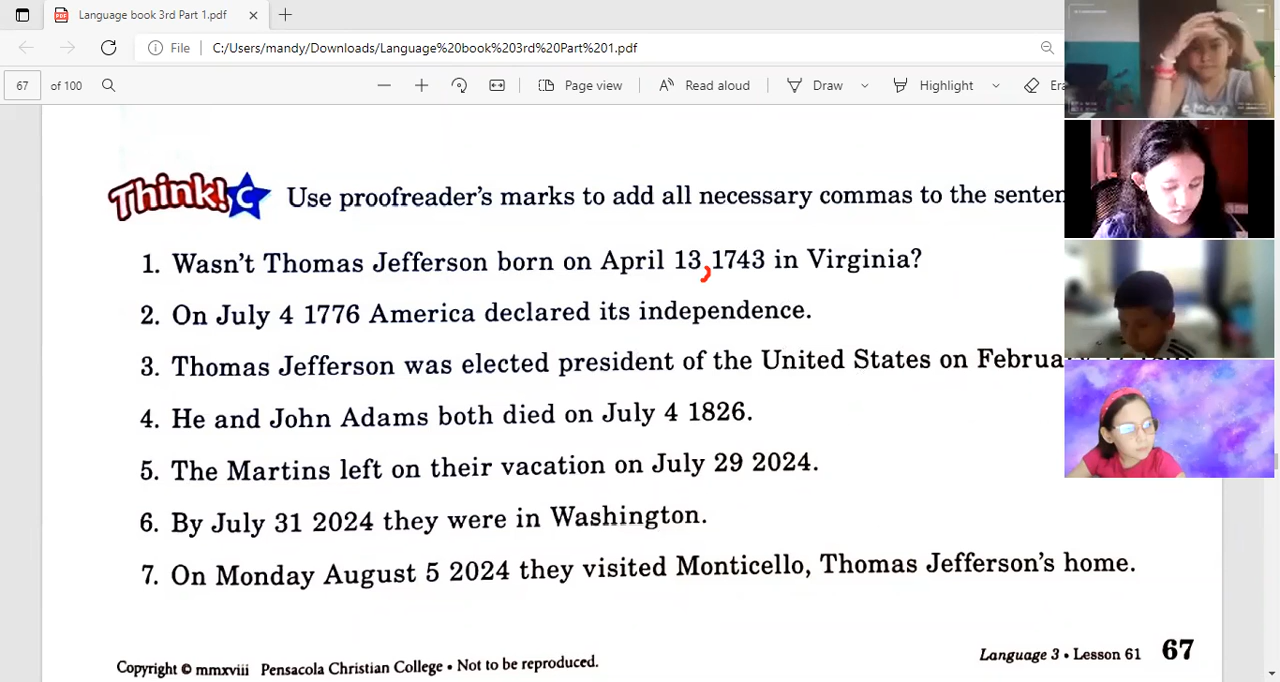 Language book 3rd Part 1.pdf
File C:/Users/mandy/Downloads/Language%20book%203rd%20Part%201.pdf
67 of 100 Page view Read aloud Draw Highlight
Think! C Use proofreader's marks to add all necessary commas to the
1. Wasn't Thomas Jefferson born on April 13,1743 in Virginia?
2. On July 4 1776 America declared its independence.
3. Thomas Jefferson was elected president of the United States on
4. He and John Adams both died on July 4 1826.
5. The Martins left on their vacation on July 29 2024.
6. By July 31 2024 they were in Washington.
7. On Monday August 5 2024 they visited Monticello, Thomas Jefferson's home.
Copyright © mmxviii Pensacola Christian College • Not to be reproduced.
Language 3 • Lesson 61 67